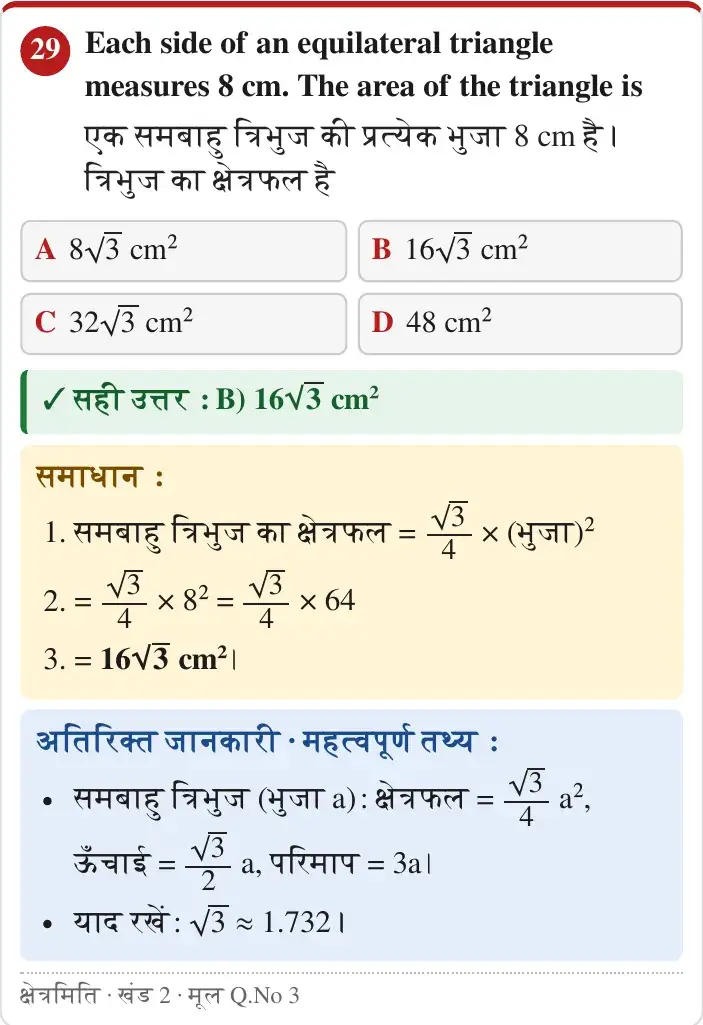 29 Each side of an equilateral triangle
measures 8 cm. The area of the triangle is
एक समबाहु त्रिभुज की प्रत्येक भुजा 8 cm है।
त्रिभुज का क्षेत्रफल है
A 8√3 cm² B 16√3 cm²
C 32√3 cm² D 48 cm²
✓ सही उत्तर : B) 16√3 cm²
समाधान :
1. समबाहु त्रिभुज का क्षेत्रफल = √3/4 × (भुजा)²
2. = √3/4 × 8² = √3/4 × 64
3. = 16√3 cm²।
अतिरिक्त जानकारी · महत्वपूर्ण तथ्य :
• समबाहु त्रिभुज (भुजा a): क्षेत्रफल = √3/4 a²,
ऊँचाई = √3/2 a, परिमाप = 3a।
• याद रखें: √3 ≈ 1.732।
क्षेत्रमिति · खंड 2 · मूल Q.No 3